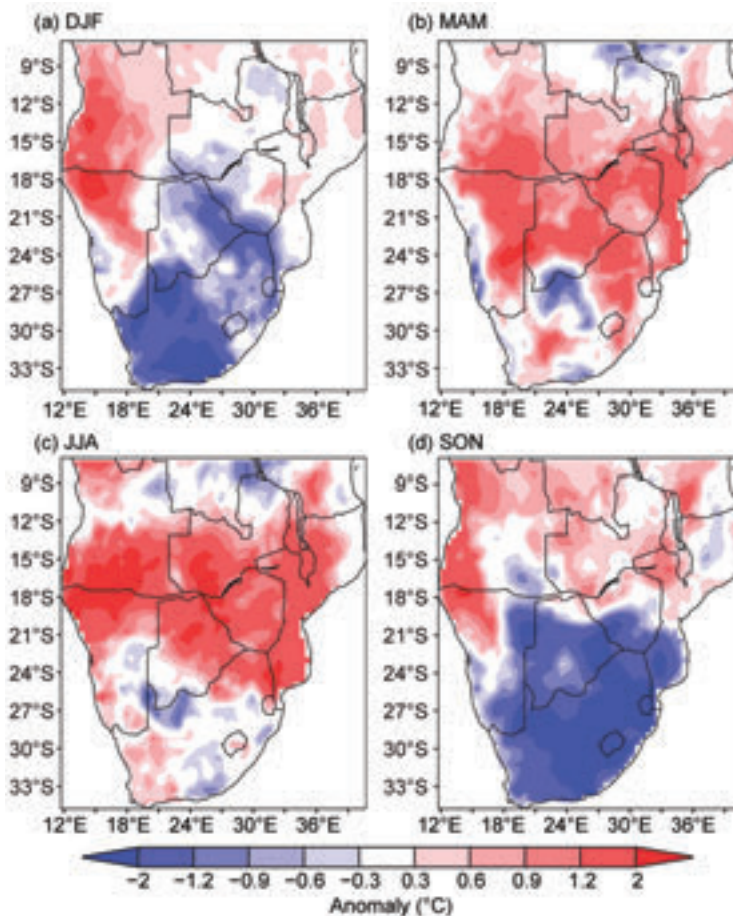 (a) DJF
(b) MAM
9°S
12°S
15°S
18°S
21°S
24°S
27°S
30°S
33°S
9°S
12°S
15°S
18°S
21°S
24°S
27°S
30°S
33°S
12°E 18°E 24°E 30°E 36°E
12°E 18°E 24°E 30°E 36°E
(c) JJA
(d) SON
9°S
12°S
15°S
18°S
21°S
24°S
27°S
30°S
33°S
9°S
12°S
15°S
18°S
21°S
24°S
27°S
30°S
33°S
12°E 18°E 24°E 30°E 36°E
12°E 18°E 24°E 30°E 36°E
−2 −1.2 −0.9 −0.6 −0.3 0.3 0.6 0.9 1.2 2
Anomaly (°C)